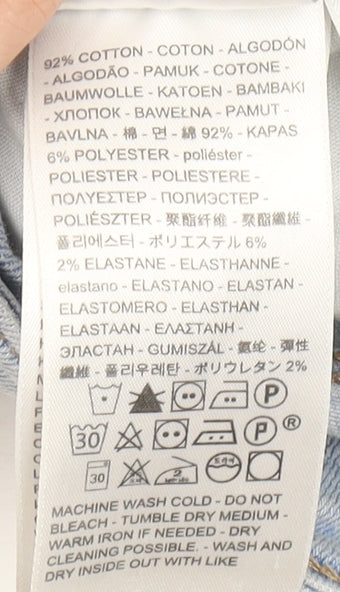 92% COTTON - COTON - ALGODÓN
- ALGODÃO - PAMUK - COTONE -
BAUMWOLLE - KATOEN - BAMBAKI
- ХЛОПОК - BAWEŁNA - PAMUT -
BAVLNA - 棉 - 면 - 綿 92% - KAPAS
6% POLYESTER - poliéster -
POLIESTER - POLIESTERE -
ПОЛУЕСТЕР - ПОЛИЭСТЕР -
POLIÉSZTER - 聚酯纤维 - 聚酯纖維 -
폴리에스터 - ポリエステル 6%
2% ELASTANE - ELASTHANNE -
elastano - ELASTANO - ELASTAN -
ELASTOMERO - ELASTHAN -
ELASTAAN - ΕΛΑΣΤΑΝΗ -
ЭЛАСТАН - GUMISZÁL - 氨纶 - 彈性
纖維 - 폴리우레탄 - ポリウレタン 2%
P
30 P ®
30 2 드라이
MACHINE WASH COLD - DO NOT
BLEACH - TUMBLE DRY MEDIUM -
WARM IRON IF NEEDED - DRY
CLEANING POSSIBLE. - WASH AND
DRY INSIDE OUT WITH LIKE